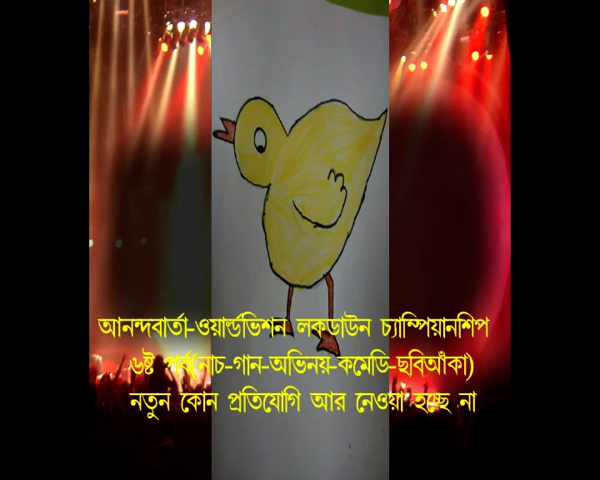 আনন্দবার্তা-ওয়ার্ল্ডভিশন লকডাউন চ্যাম্পিয়ানশিপ
৬ষ্ট পর্ব(নাচ-গান-অভিনয়-কমেডি-ছবিআঁকা)
নতুন কোন প্রতিযোগি আর নেওয়া হচ্ছে না